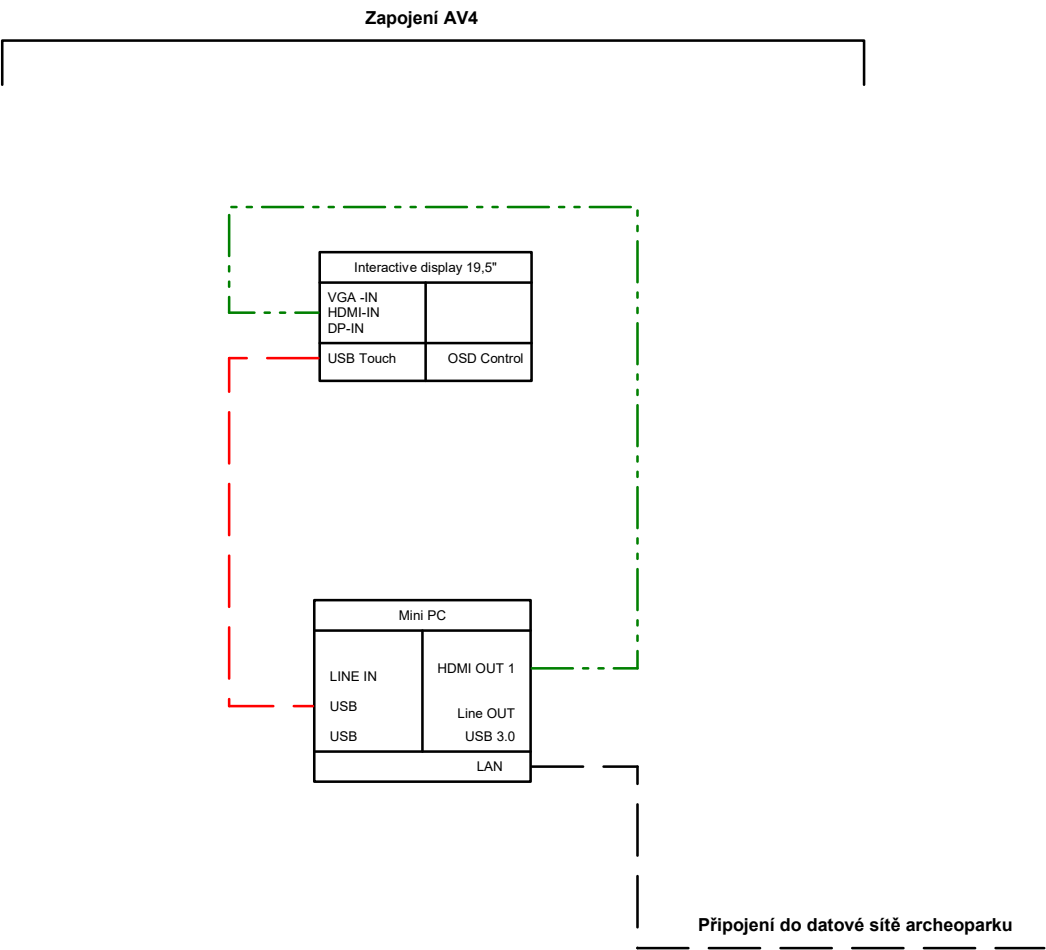 Zapojení AV4
Interactive display 19,5"
VGA -IN
HDMI-IN
DP-IN
USB Touch
OSD Control
Mini PC
LINE IN
HDMI OUT 1
USB
Line OUT
USB
USB 3.0
LAN
Připojení do datové sítě archeoparku